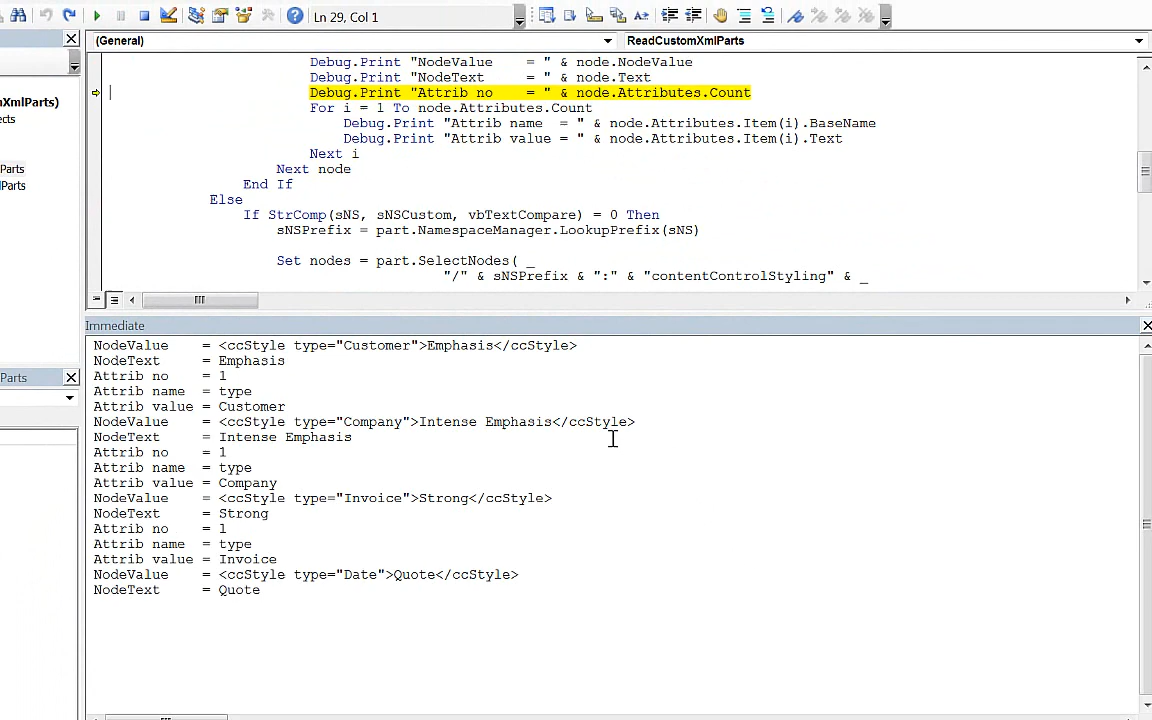 Ln 29, Col 1
(General)
ReadCustomXmlParts
Debug.Print "NodeValue    = " & node.NodeValue
Debug.Print "NodeText     = " & node.Text
Debug.Print "Attrib no    = " & node.Attributes.Count
For i = 1 To node.Attributes.Count
Debug.Print "Attrib name  = " & node.Attributes.Item(i).BaseName
Debug.Print "Attrib value = " & node.Attributes.Item(i).Text
Next i
Next node
End If
Else
If StrComp(sNS, sNSCustom, vbTextCompare) = 0 Then
sNSPrefix = part.NamespaceManager.LookupPrefix(sNS)
Set nodes = part.SelectNodes( _
"/" & sNSPrefix & ":" & "contentControlStyling" & _
mXmlParts)
ects
Parts
lParts
Parts
Immediate
NodeValue    = <ccStyle type="Customer">Emphasis</ccStyle>
NodeText     = Emphasis
Attrib no    = 1
Attrib name  = type
Attrib value = Customer
NodeValue    = <ccStyle type="Company">Intense Emphasis</ccStyle>
NodeText     = Intense Emphasis
Attrib no    = 1
Attrib name  = type
Attrib value = Company
NodeValue    = <ccStyle type="Invoice">Strong</ccStyle>
NodeText     = Strong
Attrib no    = 1
Attrib name  = type
Attrib value = Invoice
NodeValue    = <ccStyle type="Date">Quote</ccStyle>
NodeText     = Quote